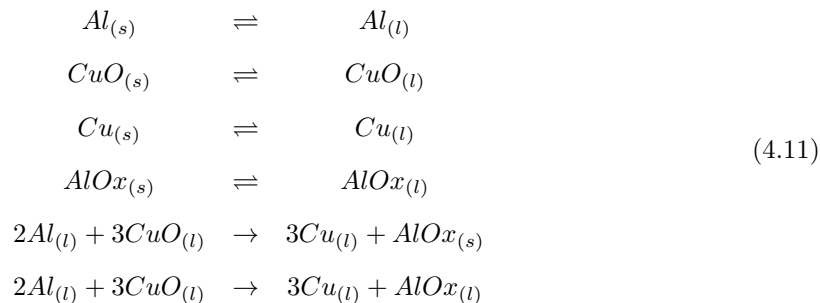 Al(s) ⇌ Al(l)
CuO(s) ⇌ CuO(l)
Cu(s) ⇌ Cu(l)
(4.11)
AlOx(s) ⇌ AlOx(l)
2Al(l) + 3CuO(l) → 3Cu(l) + AlOx(s)
2Al(l) + 3CuO(l) → 3Cu(l) + AlOx(l)